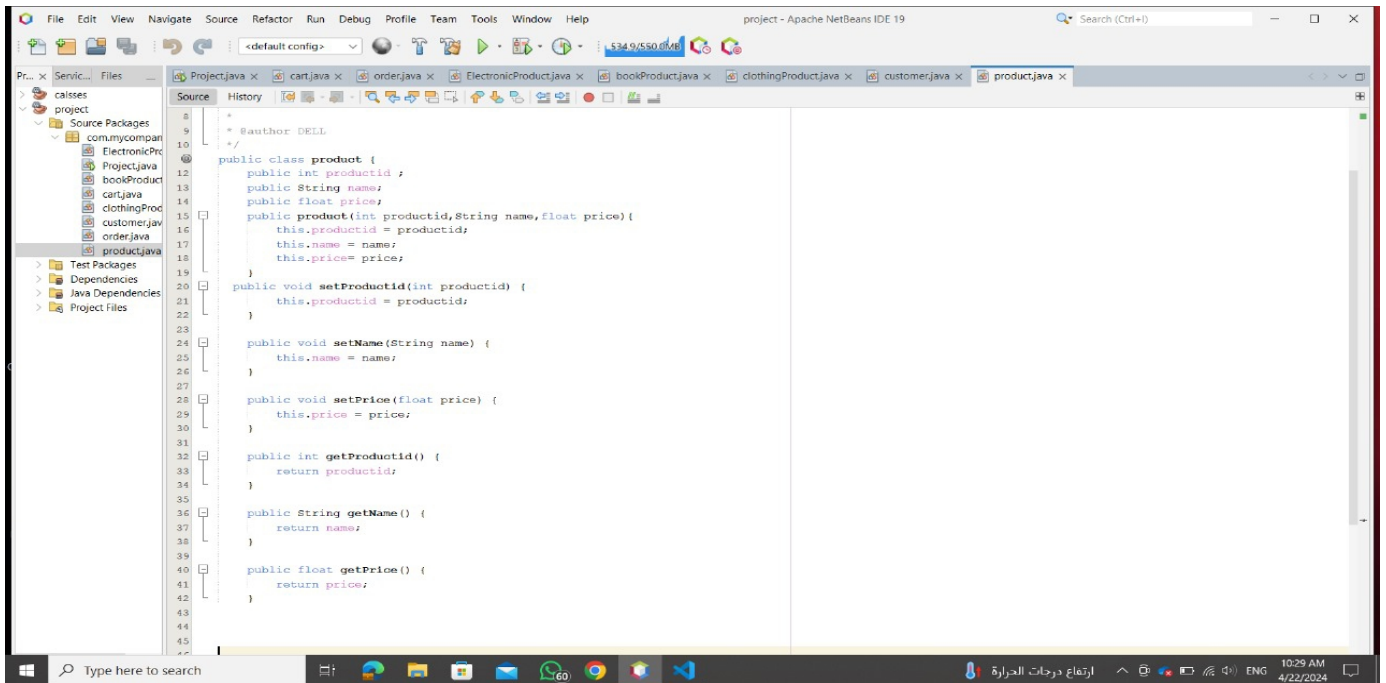 File Edit View Navigate Source Refactor Run Debug Profile Team Tools Window Help project - Apache NetBeans IDE 19 Search (Ctrl+I)
<default config> 534.9/550.0MB
Pr... Servic... Files Project.java cart.java order.java ElectronicProduct.java bookProduct.java clothingProduct.java customer.java product.java
Source History
calsses
project
Source Packages
com.mycompan
ElectronicPro
Project.java
bookProduct
cart.java
clothingProd
customer.jav
order.java
product.java
Test Packages
Dependencies
Java Dependencies
Project Files
8 *
9 * @author DELL
10 */
public class product {
12 public int productid ;
13 public String name;
14 public float price;
15 public product(int productid,String name,float price){
16 this.productid = productid;
17 this.name = name;
18 this.price= price;
19 }
20 public void setProductid(int productid) {
21 this.productid = productid;
22 }
23
24 public void setName(String name) {
25 this.name = name;
26 }
27
28 public void setPrice(float price) {
29 this.price = price;
30 }
31
32 public int getProductid() {
33 return productid;
34 }
35
36 public String getName() {
37 return name;
38 }
39
40 public float getPrice() {
41 return price;
42 }
43
44
45
Type here to search 60 ارتفاع درجات الحرارة ENG 10:29 AM
4/22/2024